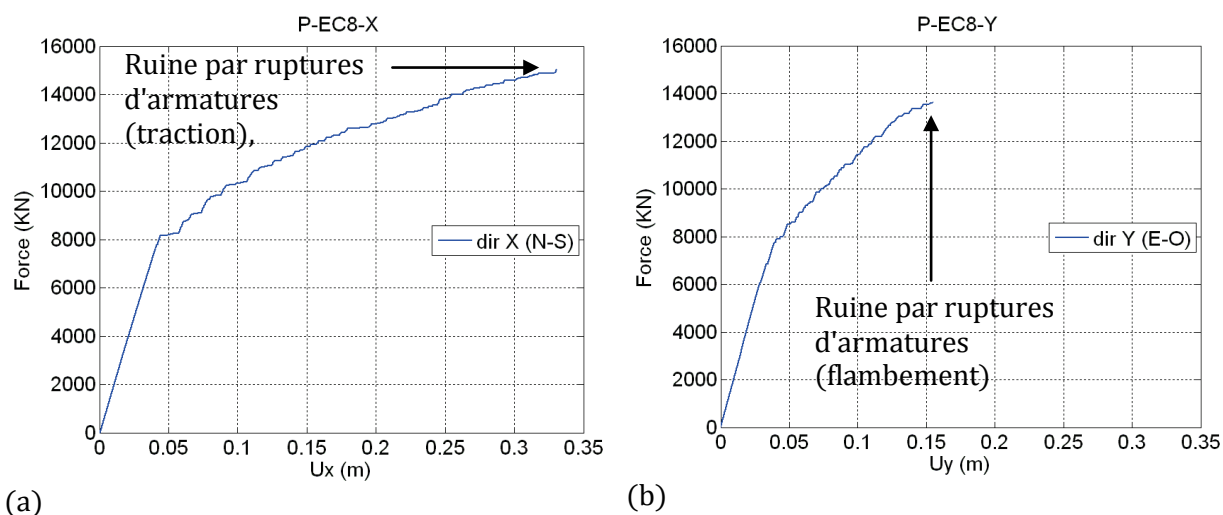 P-EC8-X
16000
14000
12000
10000
8000
6000
4000
2000
0
Force (KN)
Ruine par ruptures
d'armatures
(traction),
dir X (N-S)
0 0.05 0.1 0.15 0.2 0.25 0.3 0.35
Ux (m)
(a)
P-EC8-Y
16000
14000
12000
10000
8000
6000
4000
2000
0
Force (KN)
dir Y (E-O)
Ruine par ruptures
d'armatures
(flambement)
0 0.05 0.1 0.15 0.2 0.25 0.3 0.35
Uy (m)
(b)